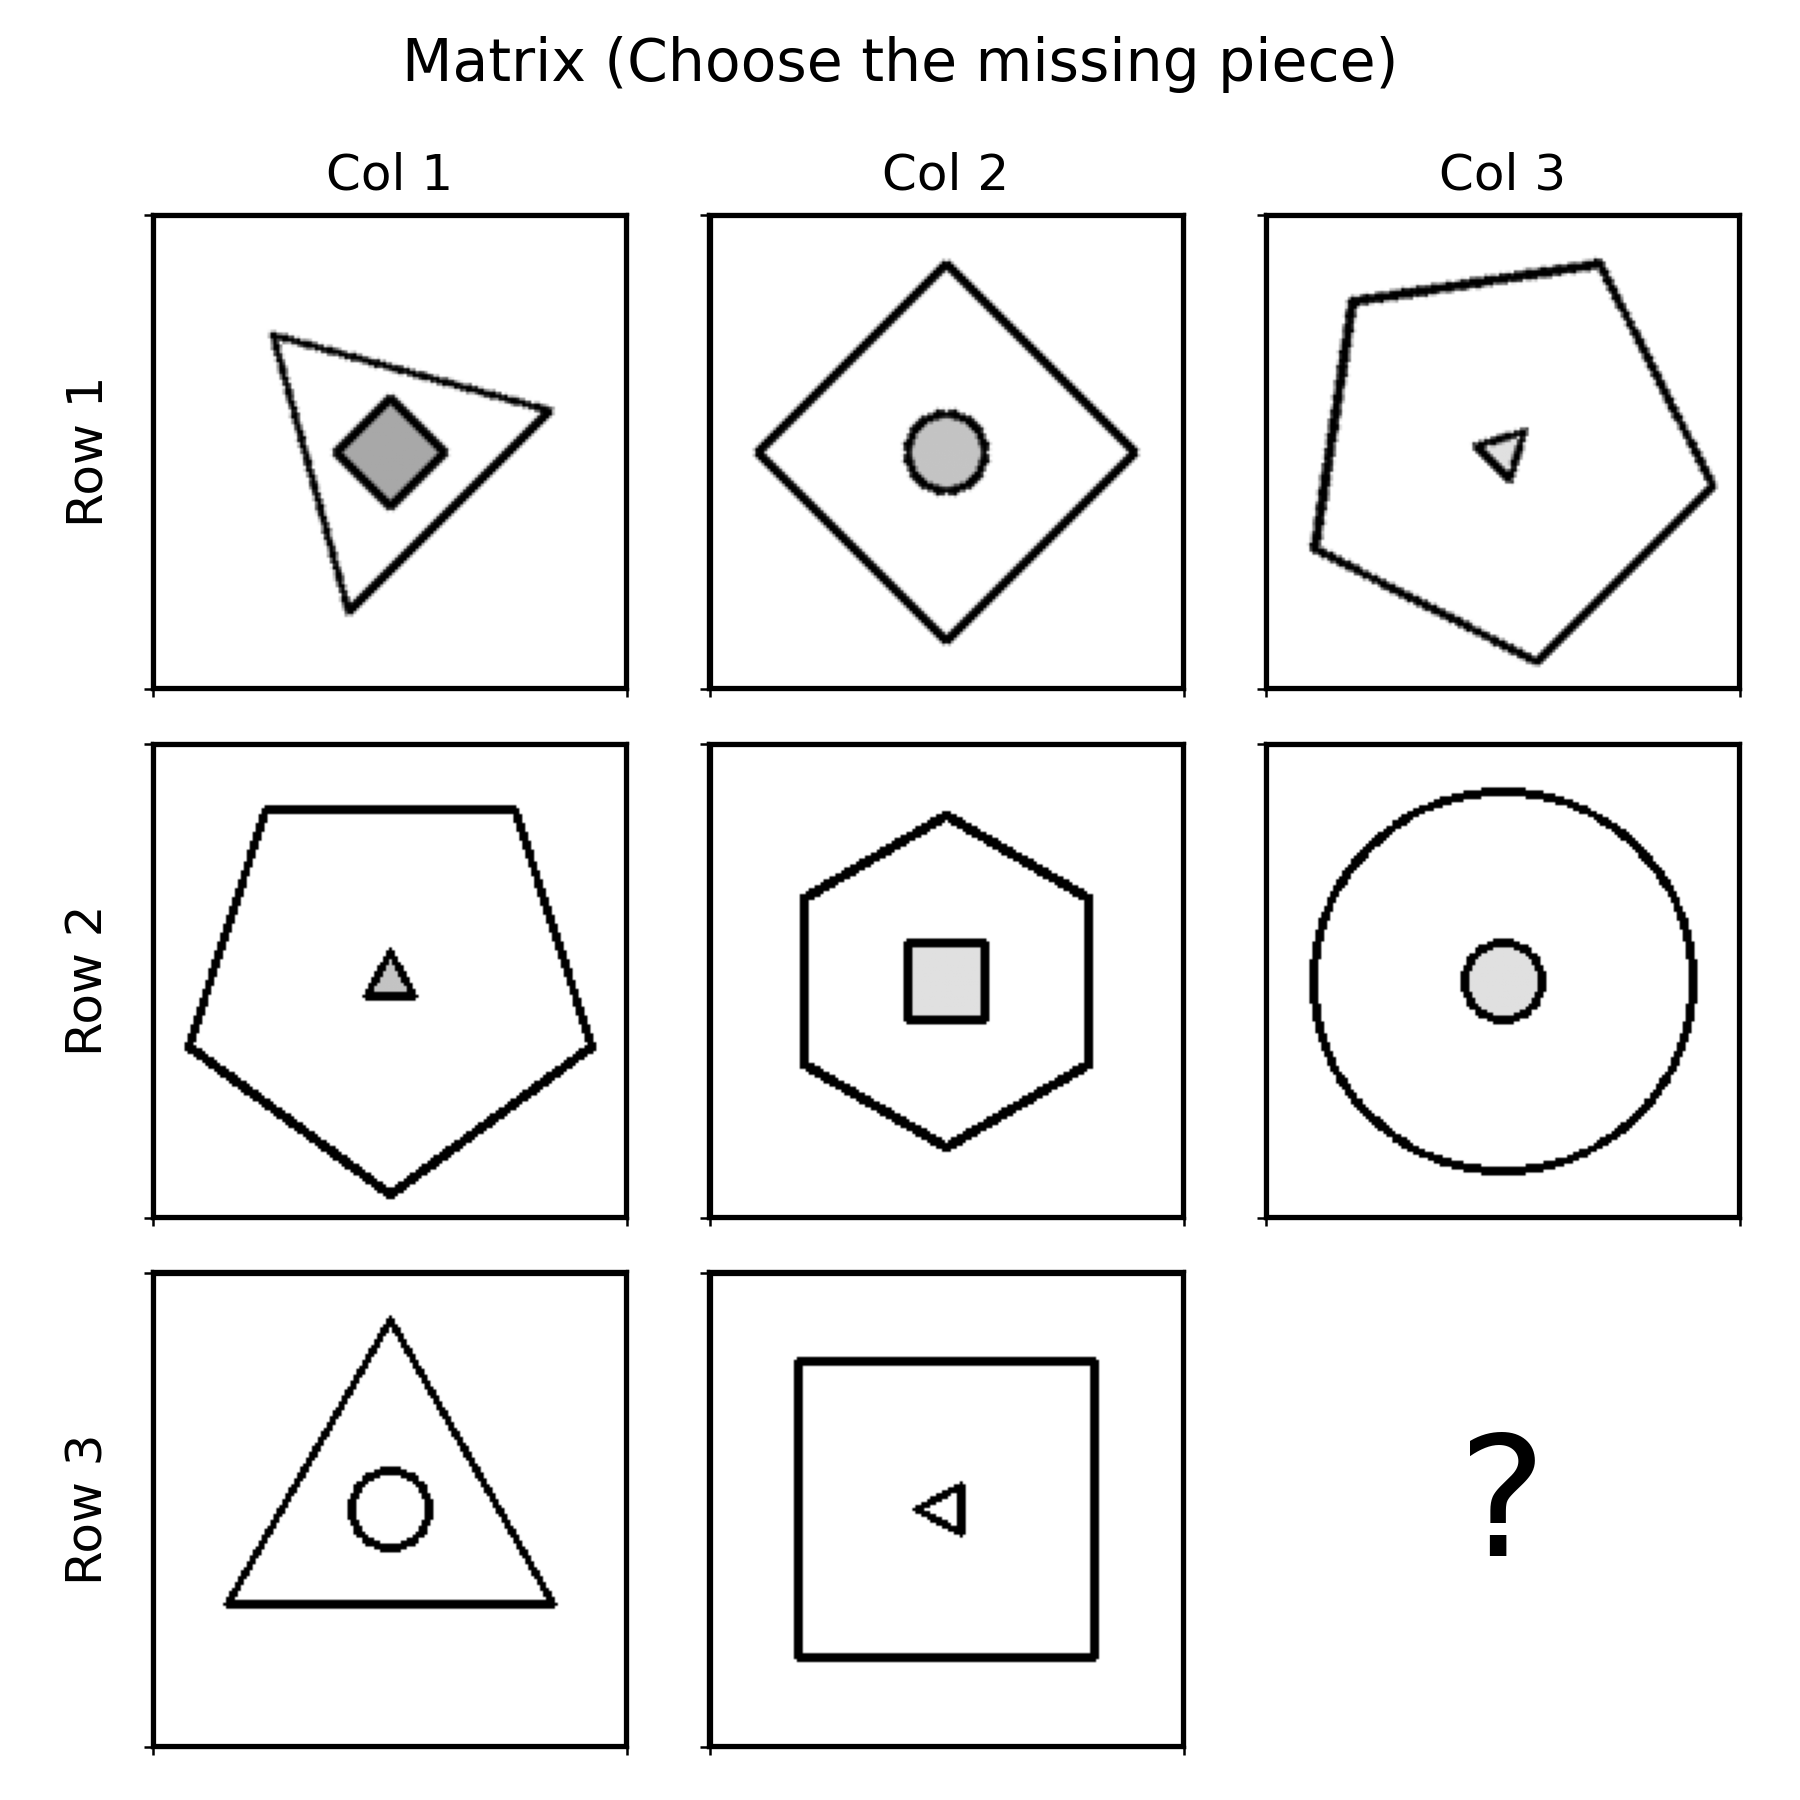 Matrix (Choose the missing piece)
Col 1 Col 2 Col 3
Row 1
Row 2
Row 3
?